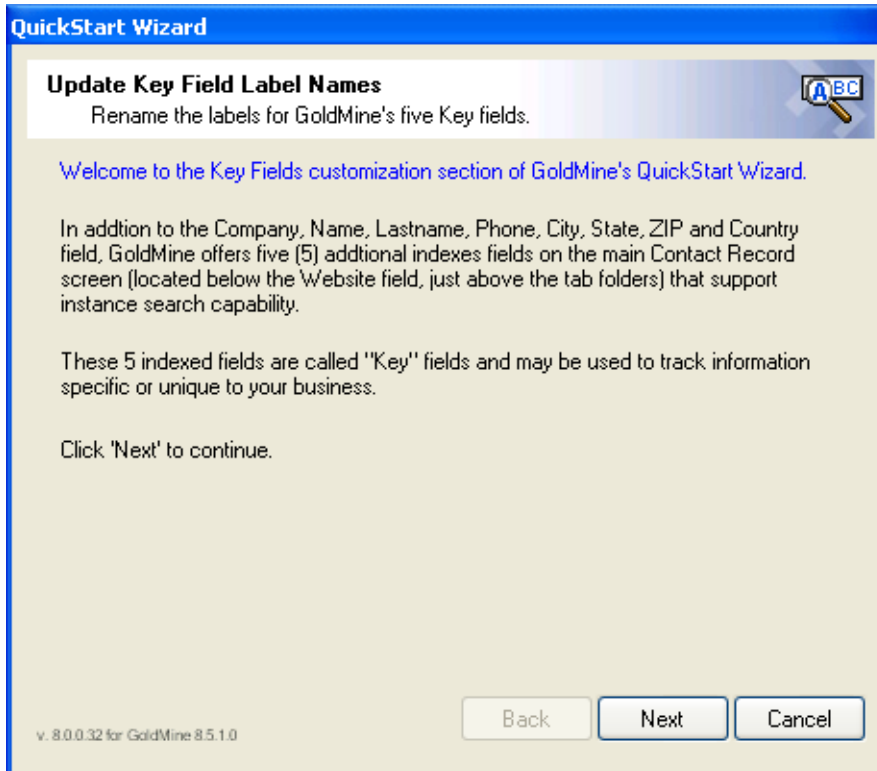 QuickStart Wizard
Update Key Field Label Names
Rename the labels for GoldMine's five Key fields.
ABC
Welcome to the Key Fields customization section of GoldMine's QuickStart Wizard.
In addtion to the Company, Name, Lastname, Phone, City, State, ZIP and Country
field, GoldMine offers five (5) addtional indexes fields on the main Contact Record
screen (located below the Website field, just above the tab folders) that support
instance search capability.
These 5 indexed fields are called "Key" fields and may be used to track information
specific or unique to your business.
Click 'Next' to continue.
Back Next Cancel
v. 8.0.0.32 for GoldMine 8.5.1.0